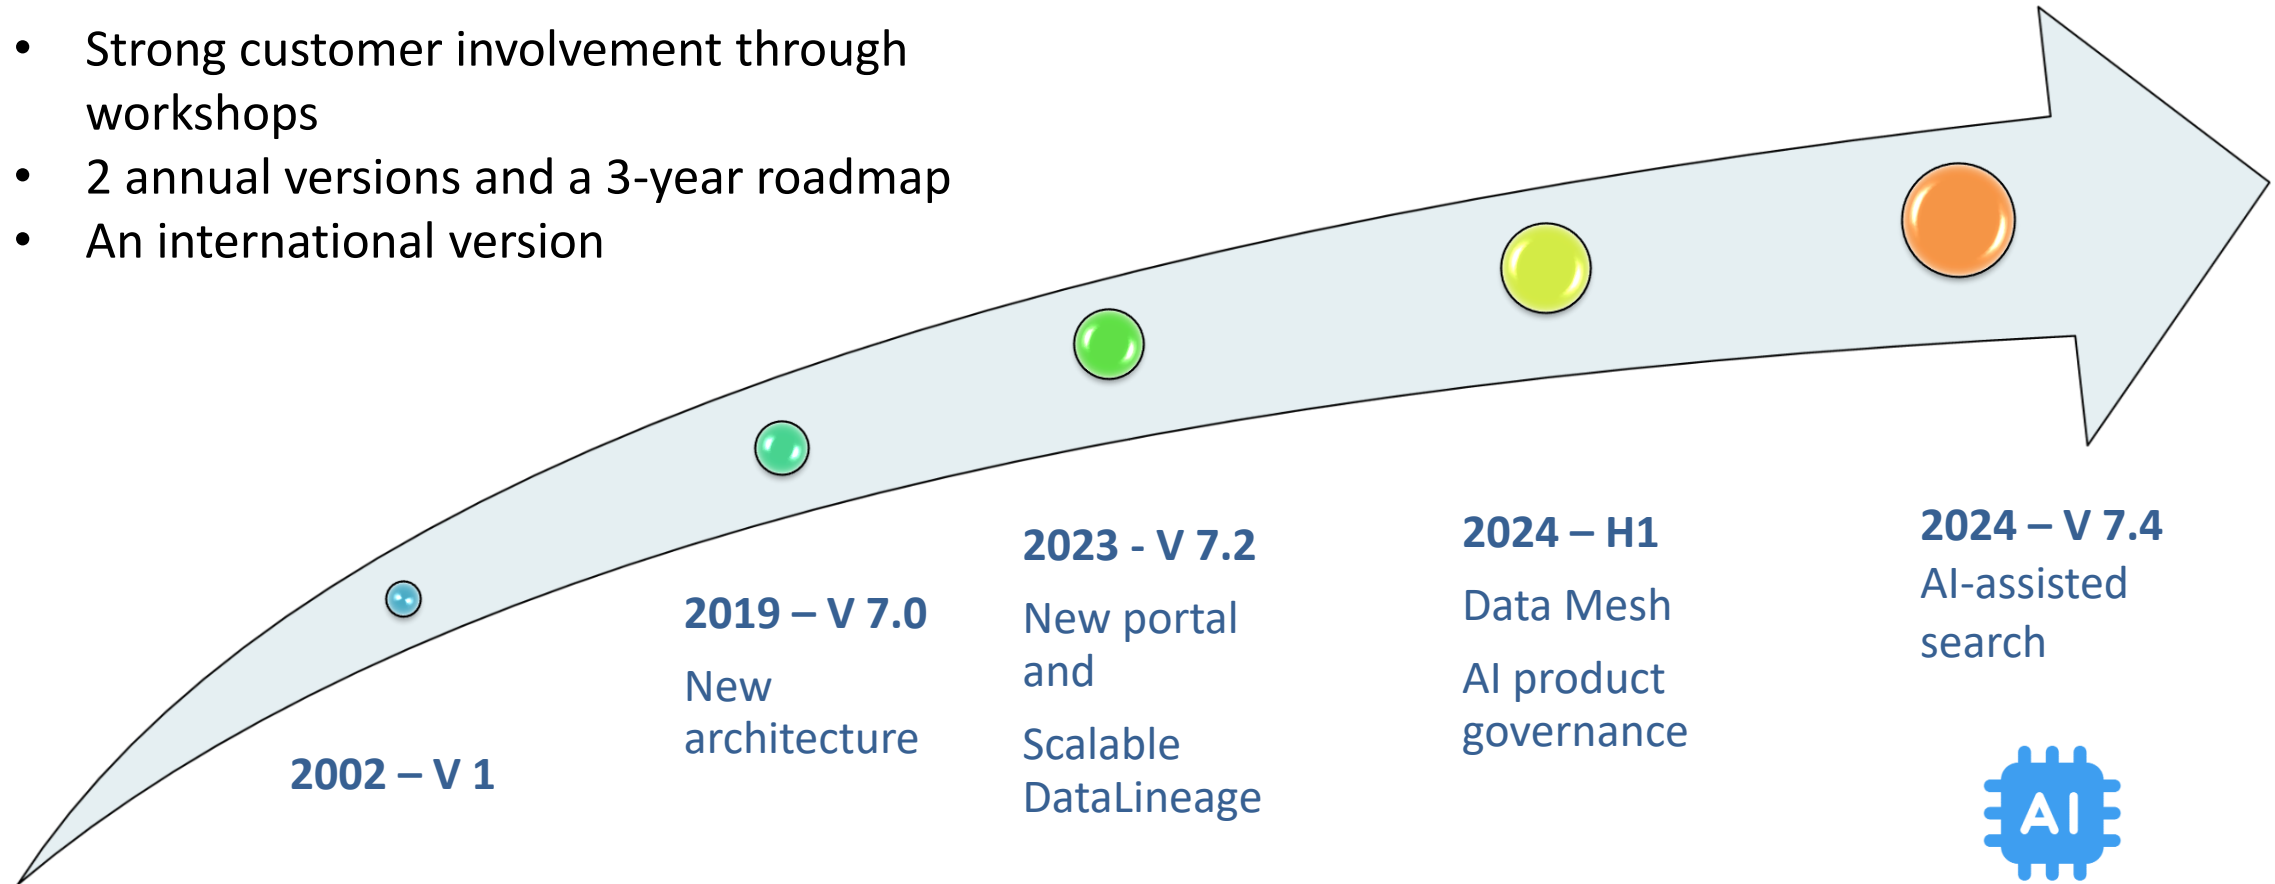 • Strong customer involvement through
workshops
• 2 annual versions and a 3-year roadmap
• An international version
2002 – V 1
2019 – V 7.0
New
architecture
2023 - V 7.2
New portal
and
Scalable
DataLineage
2024 – H1
Data Mesh
AI product
governance
2024 – V 7.4
AI-assisted
search
AI